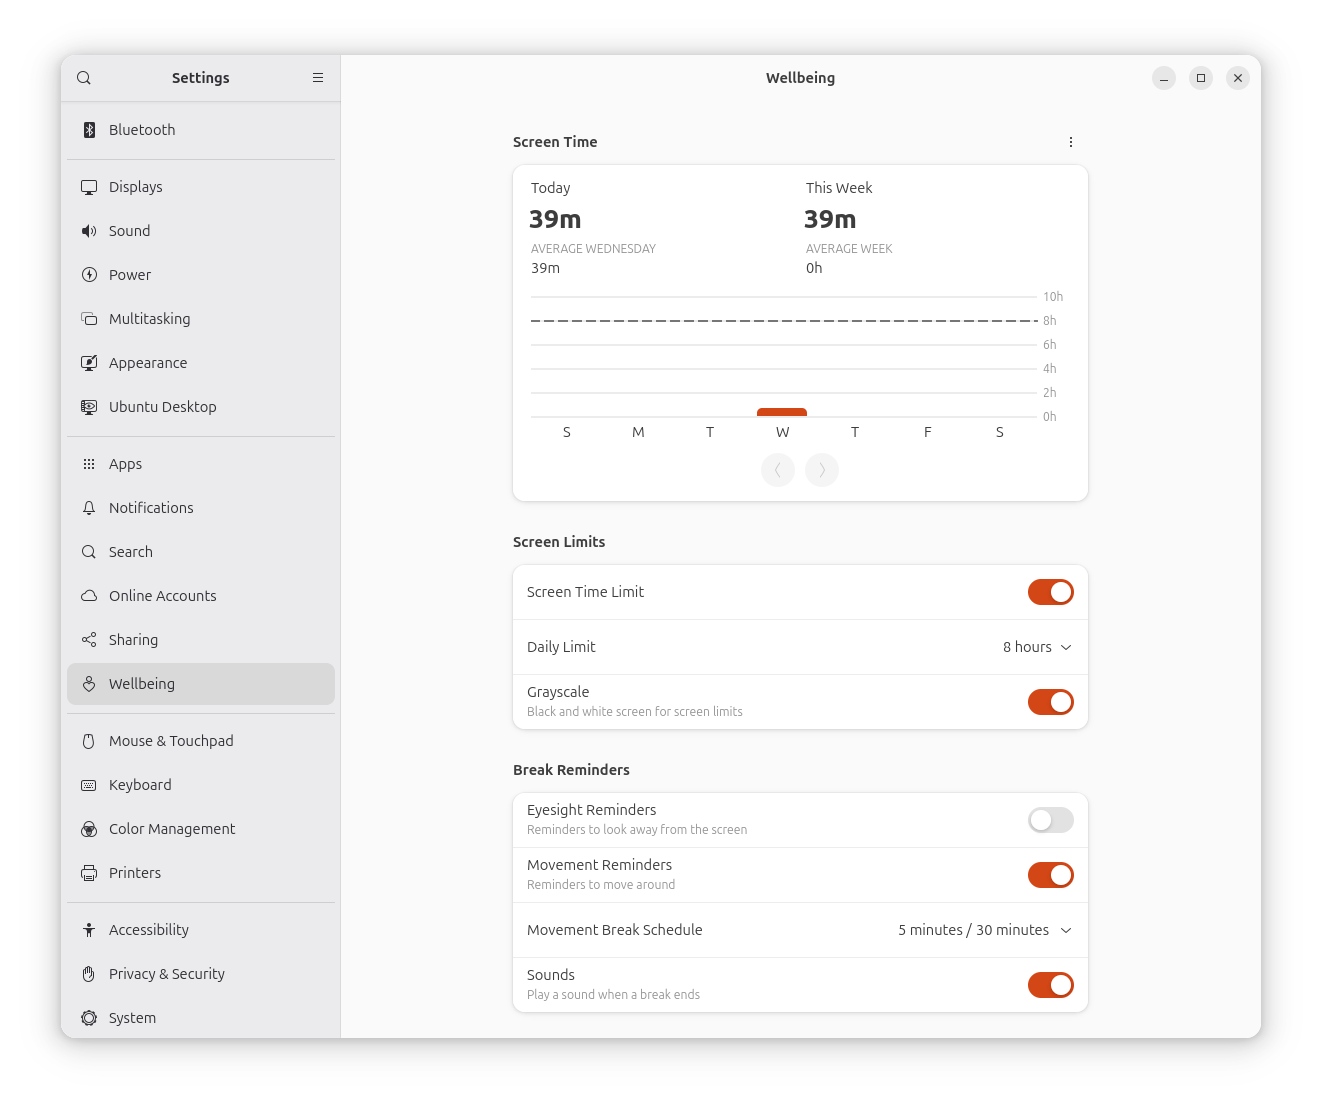 Settings
Bluetooth
Displays
Sound
Power
Multitasking
Appearance
Ubuntu Desktop
Apps
Notifications
Search
Online Accounts
Sharing
Wellbeing
Mouse & Touchpad
Keyboard
Color Management
Printers
Accessibility
Privacy & Security
System
Wellbeing
Screen Time
Today
39m
AVERAGE WEDNESDAY
39m
This Week
39m
AVERAGE WEEK
0h
10h
8h
6h
4h
2h
0h
S M T W T F S
Screen Limits
Screen Time Limit
Daily Limit
8 hours
Grayscale
Black and white screen for screen limits
Break Reminders
Eyesight Reminders
Reminders to look away from the screen
Movement Reminders
Reminders to move around
Movement Break Schedule
5 minutes / 30 minutes
Sounds
Play a sound when a break ends